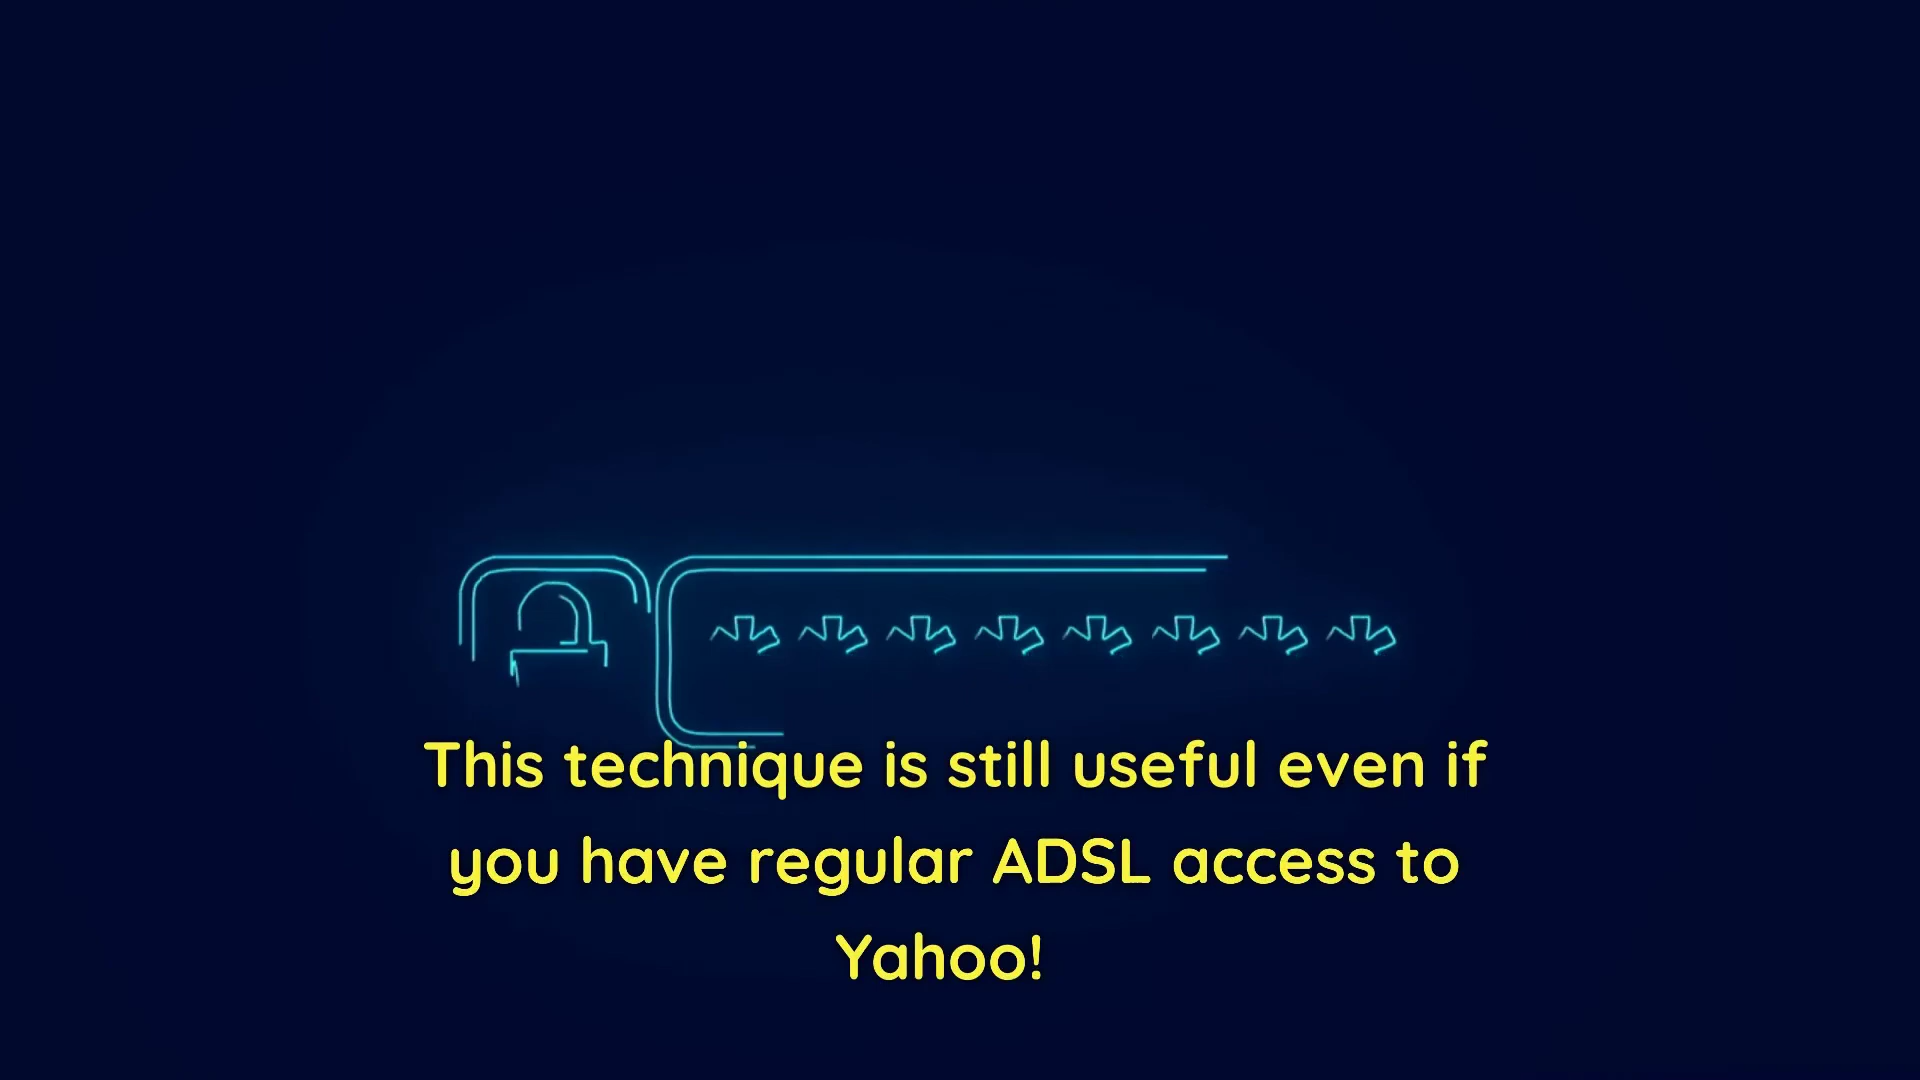 This technique is still useful even if
you have regular ADSL access to
Yahoo!